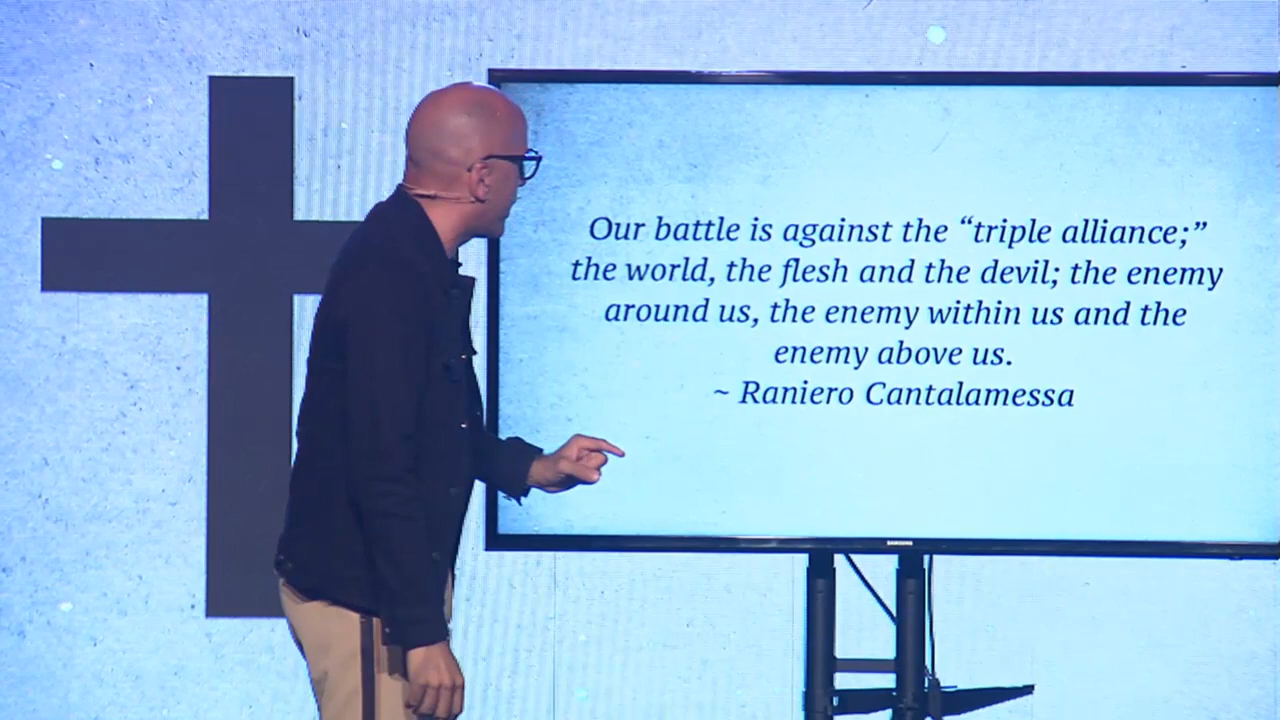 Our battle is against the “triple alliance;”
the world, the flesh and the devil; the enemy
around us, the enemy within us and the
enemy above us.
~ Raniero Cantalamessa
SAMSUNG